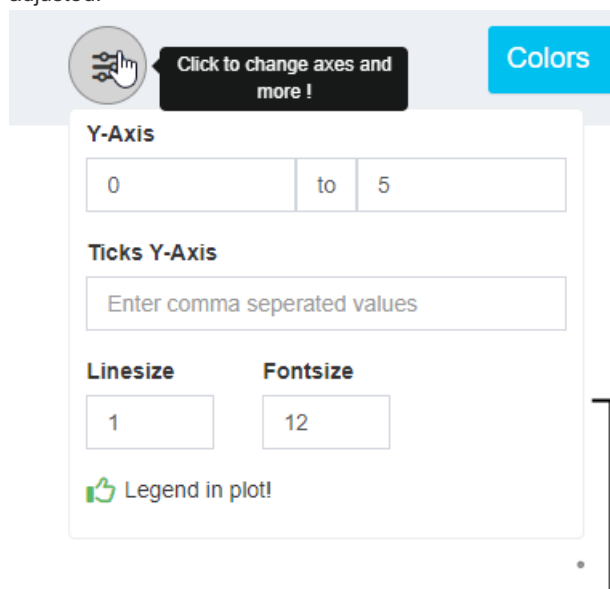 adjusted.
Click to change axes and
more !
Colors
Y-Axis
0 to 5
Ticks Y-Axis
Enter comma seperated values
Linesize Fontsize
1 12
Legend in plot!